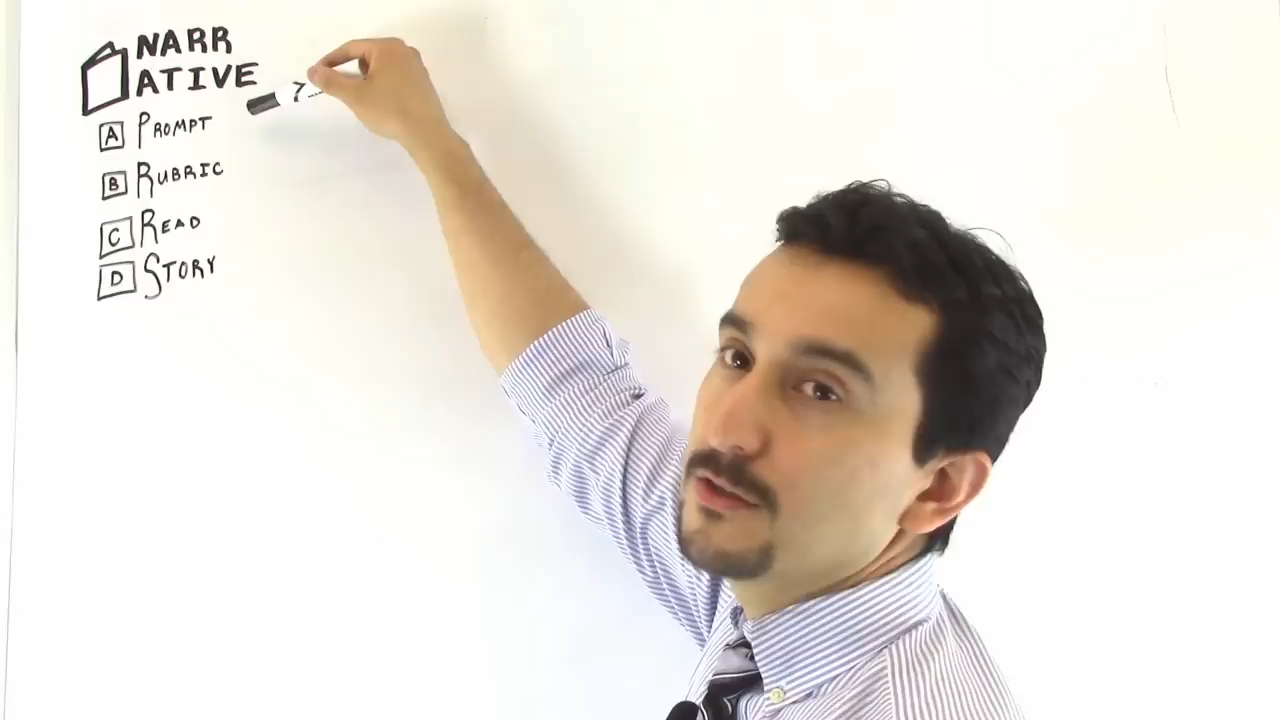 NARR
ATIVE
A PROMPT
B RUBRIC
C READ
D STORY